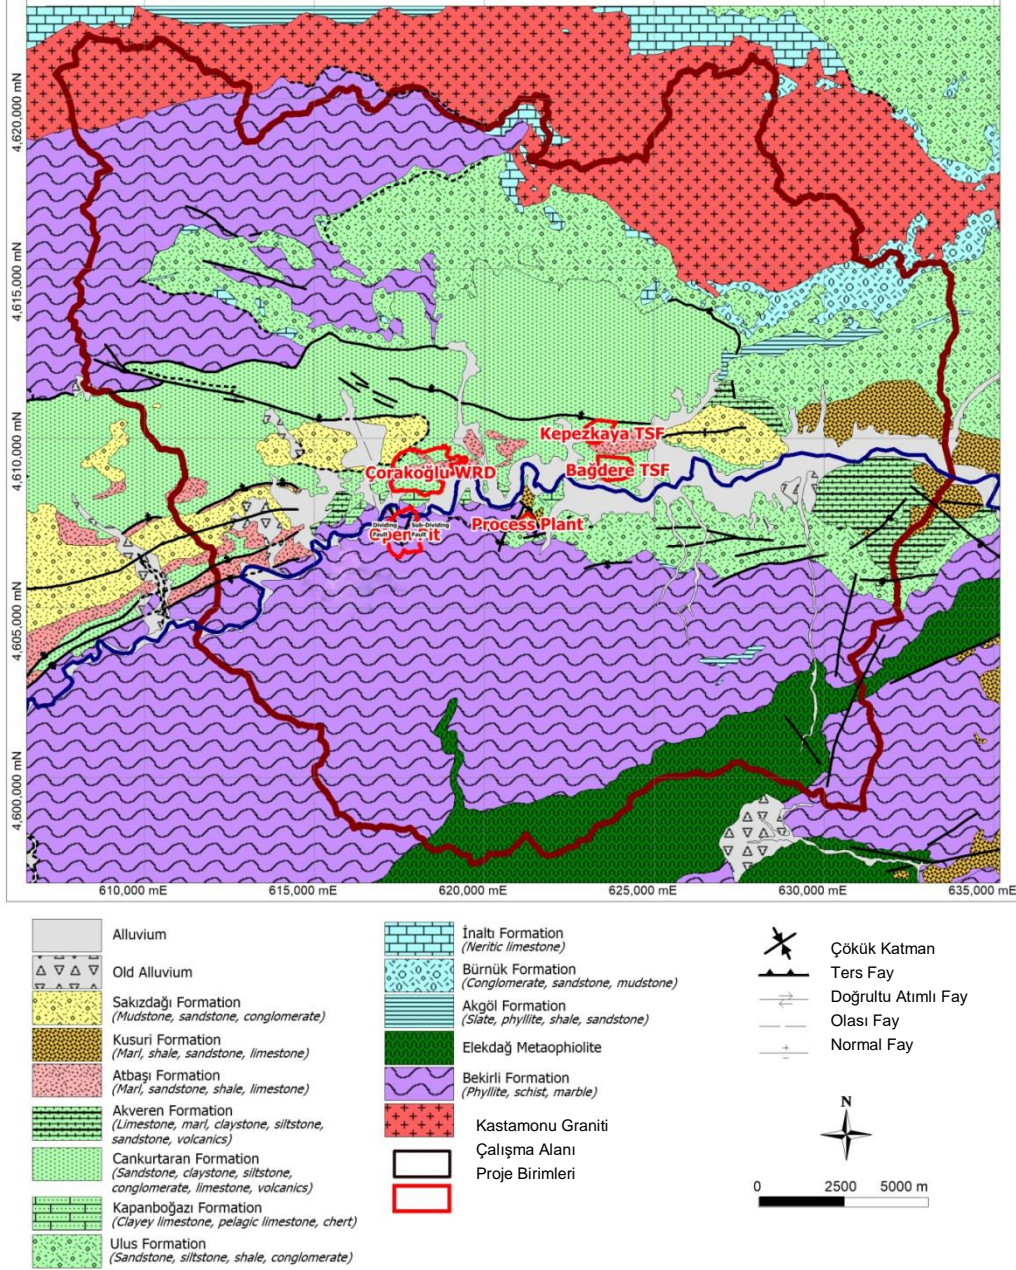 4,620,000 mN
4,615,000 mN
4,610,000 mN
4,605,000 mN
4,600,000 mN
Kepezkaya TSF
Çorakoğlu WRD
Bağdere TSF
Process Plant
Dividing
Fault
Sub-Dividing
Fault
Open Pit
610,000 mE
615,000 mE
620,000 mE
625,000 mE
630,000 mE
635,000 mE
Alluvium
Old Alluvium
Sakızdağı Formation
(Mudstone, sandstone, conglomerate)
Kusuri Formation
(Marl, shale, sandstone, limestone)
Atbaşı Formation
(Marl, sandstone, shale, limestone)
Akveren Formation
(Limestone, marl, claystone, siltstone,
sandstone, volcanics)
Cankurtaran Formation
(Sandstone, claystone, siltstone,
conglomerate, limestone, volcanics)
Kapanboğazı Formation
(Clayey limestone, pelagic limestone, chert)
Ulus Formation
(Sandstone, siltstone, shale, conglomerate)
İnaltı Formation
(Neritic limestone)
Bürnük Formation
(Conglomerate, sandstone, mudstone)
Akgöl Formation
(Slate, phyllite, shale, sandstone)
Elekdağ Metaophiolite
Bekirli Formation
(Phyllite, schist, marble)
Kastamonu Graniti
Çalışma Alanı
Proje Birimleri
Çökük Katman
Ters Fay
Doğrultu Atımlı Fay
Olası Fay
Normal Fay
N
0 2500 5000 m